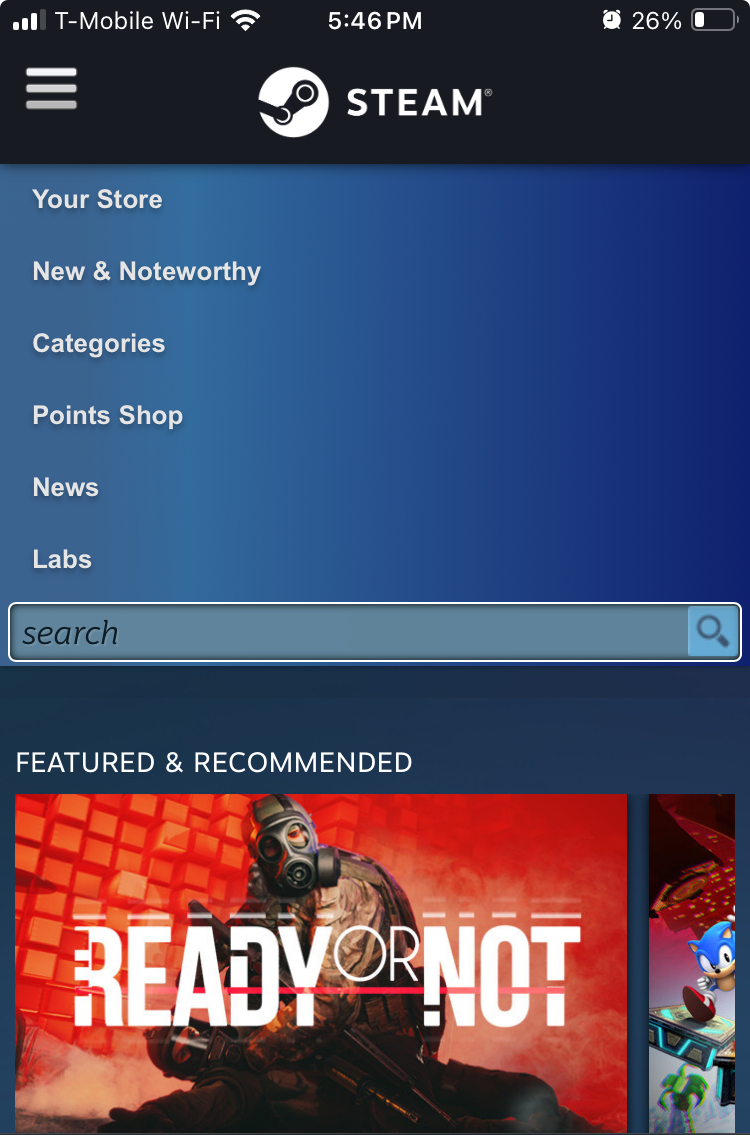 T-Mobile Wi-Fi 5:46 PM 26%
STEAM®
Your Store
New & Noteworthy
Categories
Points Shop
News
Labs
search
FEATURED & RECOMMENDED
READY OR NOT